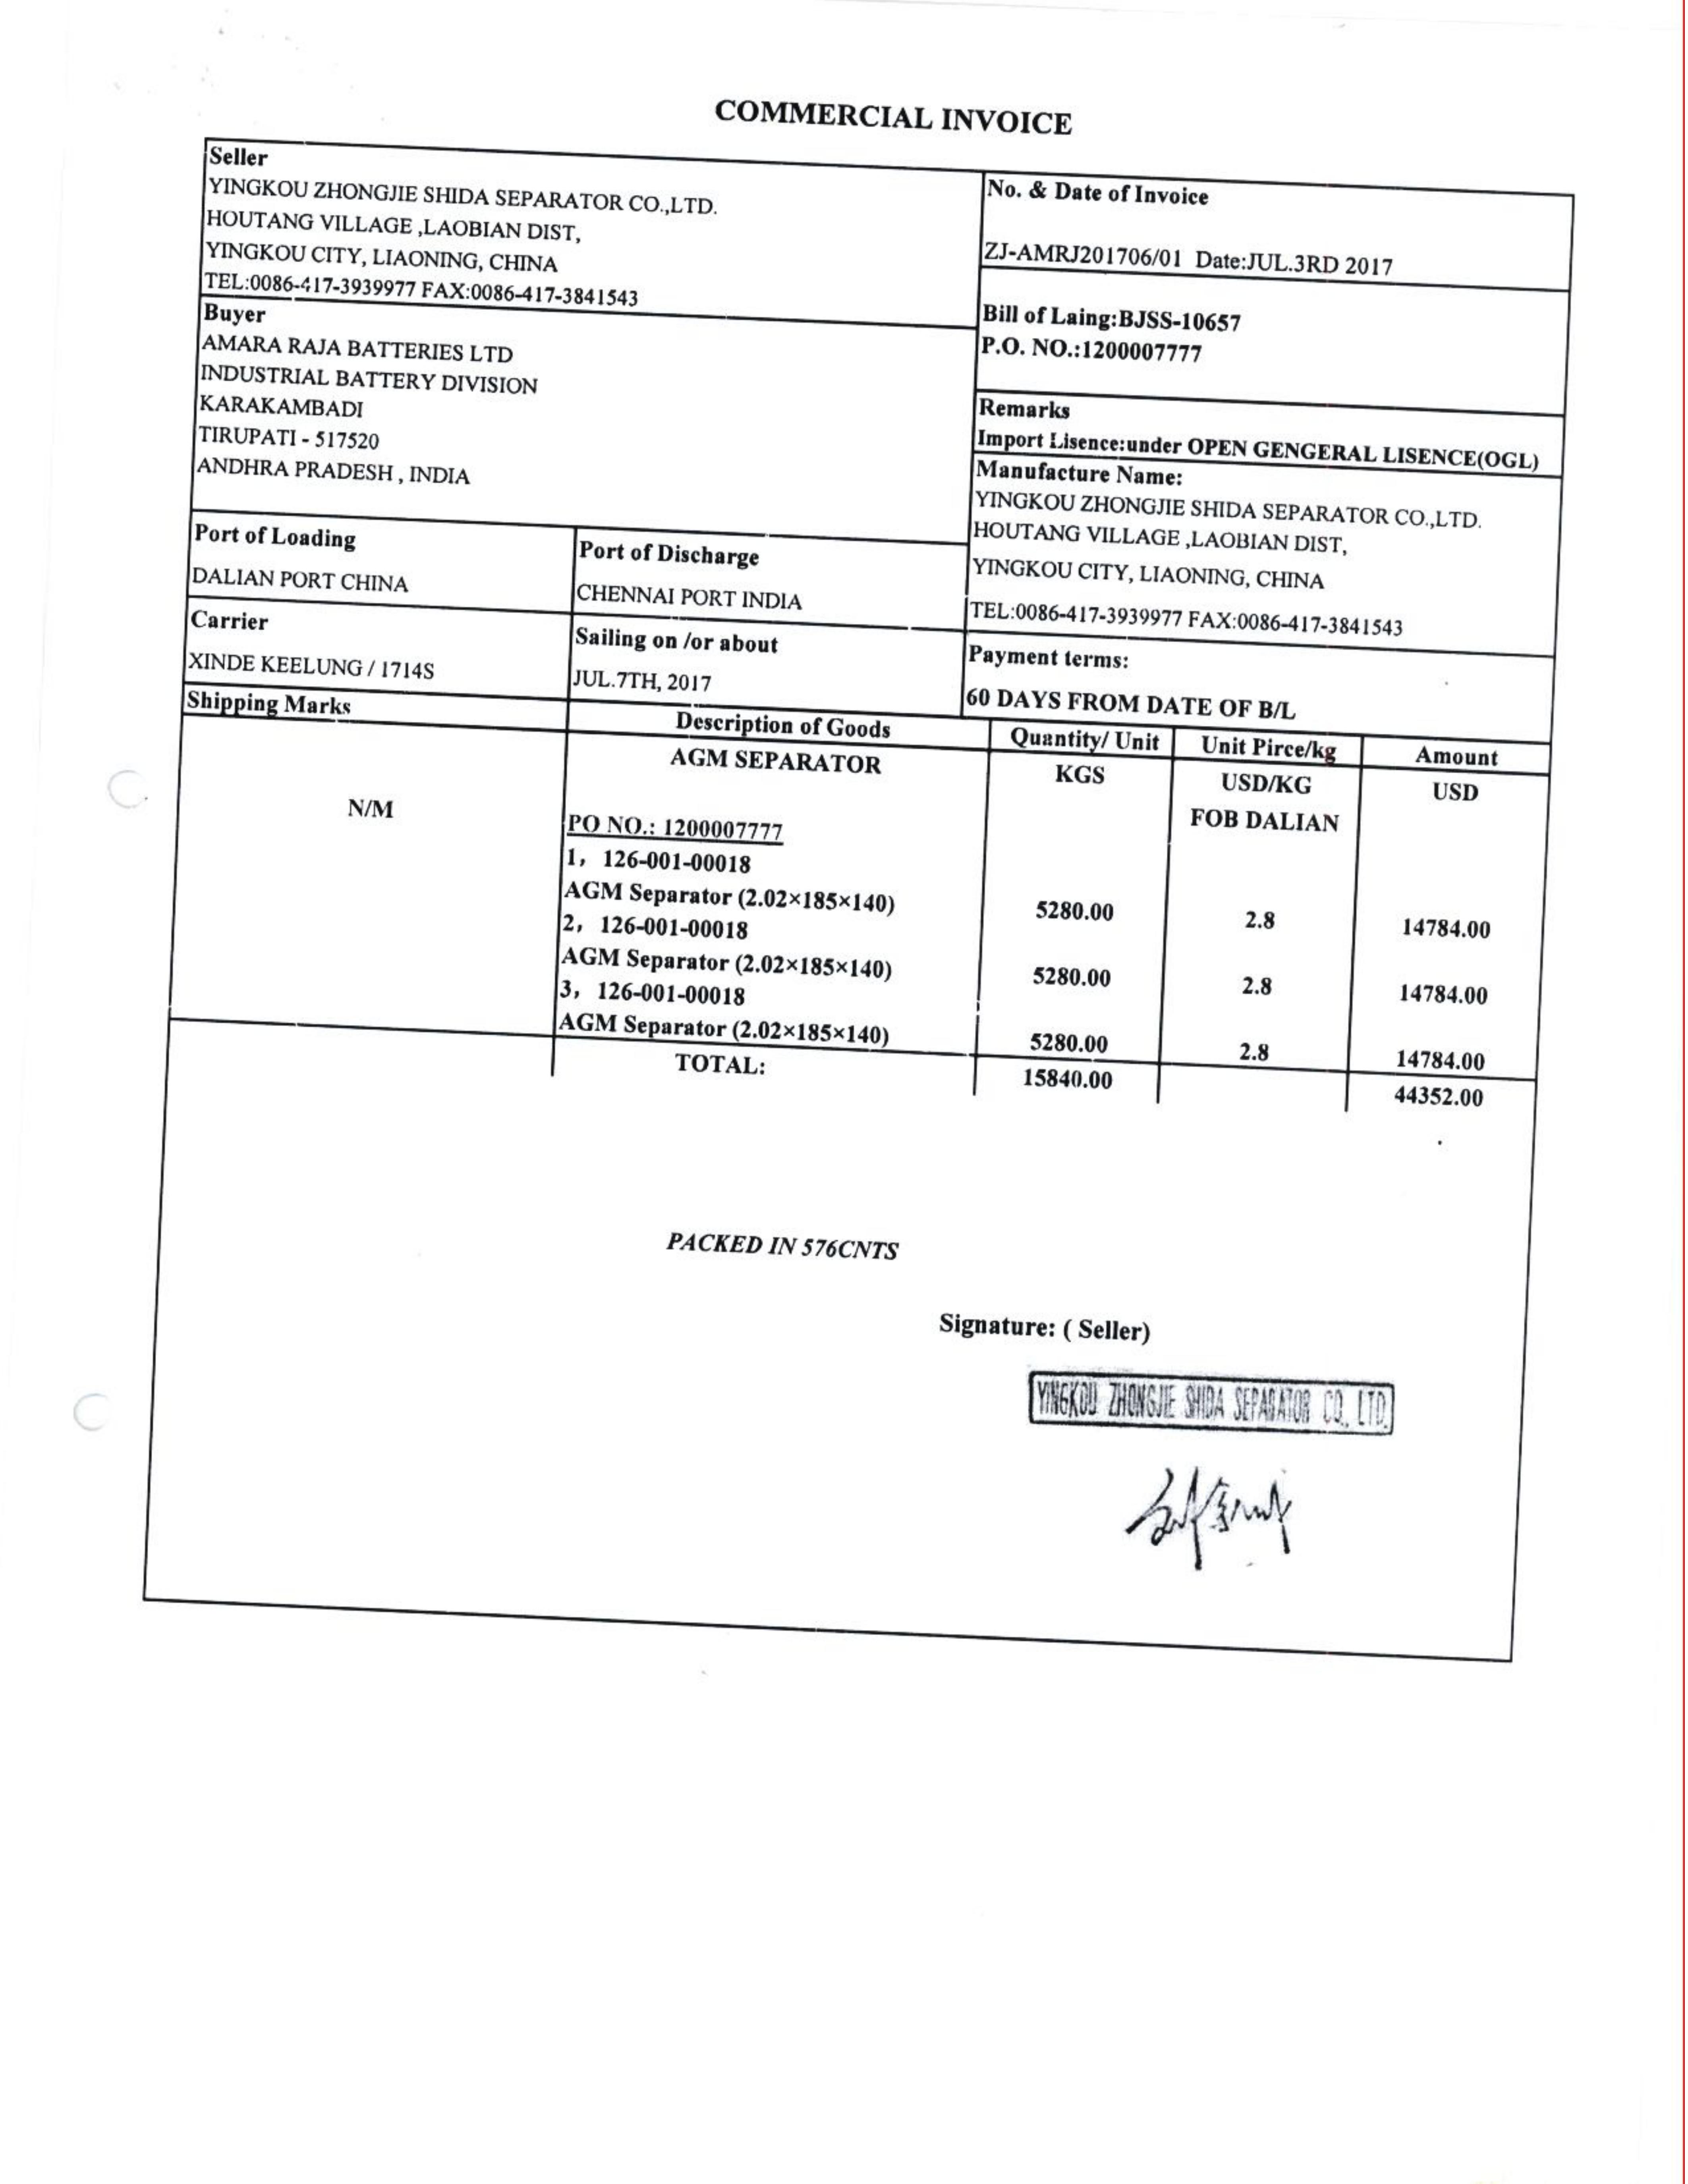 COMMERCIAL INVOICE
Seller
YINGKOU ZHONGJIE SHIDA SEPARATOR CO.,LTD.
HOUTANG VILLAGE ,LAOBIAN DIST,
YINGKOU CITY, LIAONING, CHINA
TEL:0086-417-3939977 FAX:0086-417-3841543
No. & Date of Invoice
ZJ-AMRJ201706/01 Date:JUL.3RD 2017
Buyer
AMARA RAJA BATTERIES LTD
INDUSTRIAL BATTERY DIVISION
KARAKAMBADI
TIRUPATI - 517520
ANDHRA PRADESH , INDIA
Bill of Laing:BJSS-10657
P.O. NO.:1200007777
Remarks
Import Lisence:under OPEN GENGERAL LISENCE(OGL)
Manufacture Name:
YINGKOU ZHONGJIE SHIDA SEPARATOR CO.,LTD.
HOUTANG VILLAGE ,LAOBIAN DIST,
YINGKOU CITY, LIAONING, CHINA
TEL:0086-417-3939977 FAX:0086-417-3841543
Port of Loading
DALIAN PORT CHINA
Port of Discharge
CHENNAI PORT INDIA
Carrier
XINDE KEELUNG / 1714S
Sailing on /or about
JUL.7TH, 2017
Payment terms:
60 DAYS FROM DATE OF B/L
Shipping Marks Description of Goods Quantity/ Unit Unit Pirce/kg Amount
AGM SEPARATOR KGS USD/KG USD
N/M FOB DALIAN
PO NO.: 1200007777
1, 126-001-00018
AGM Separator (2.02×185×140) 5280.00 2.8 14784.00
2, 126-001-00018
AGM Separator (2.02×185×140) 5280.00 2.8 14784.00
3, 126-001-00018
AGM Separator (2.02×185×140) 5280.00 2.8 14784.00
TOTAL: 15840.00 44352.00
PACKED IN 576CNTS
Signature: ( Seller)
YINGKOU ZHONGJIE SHIDA SEPARATOR CO., LTD.